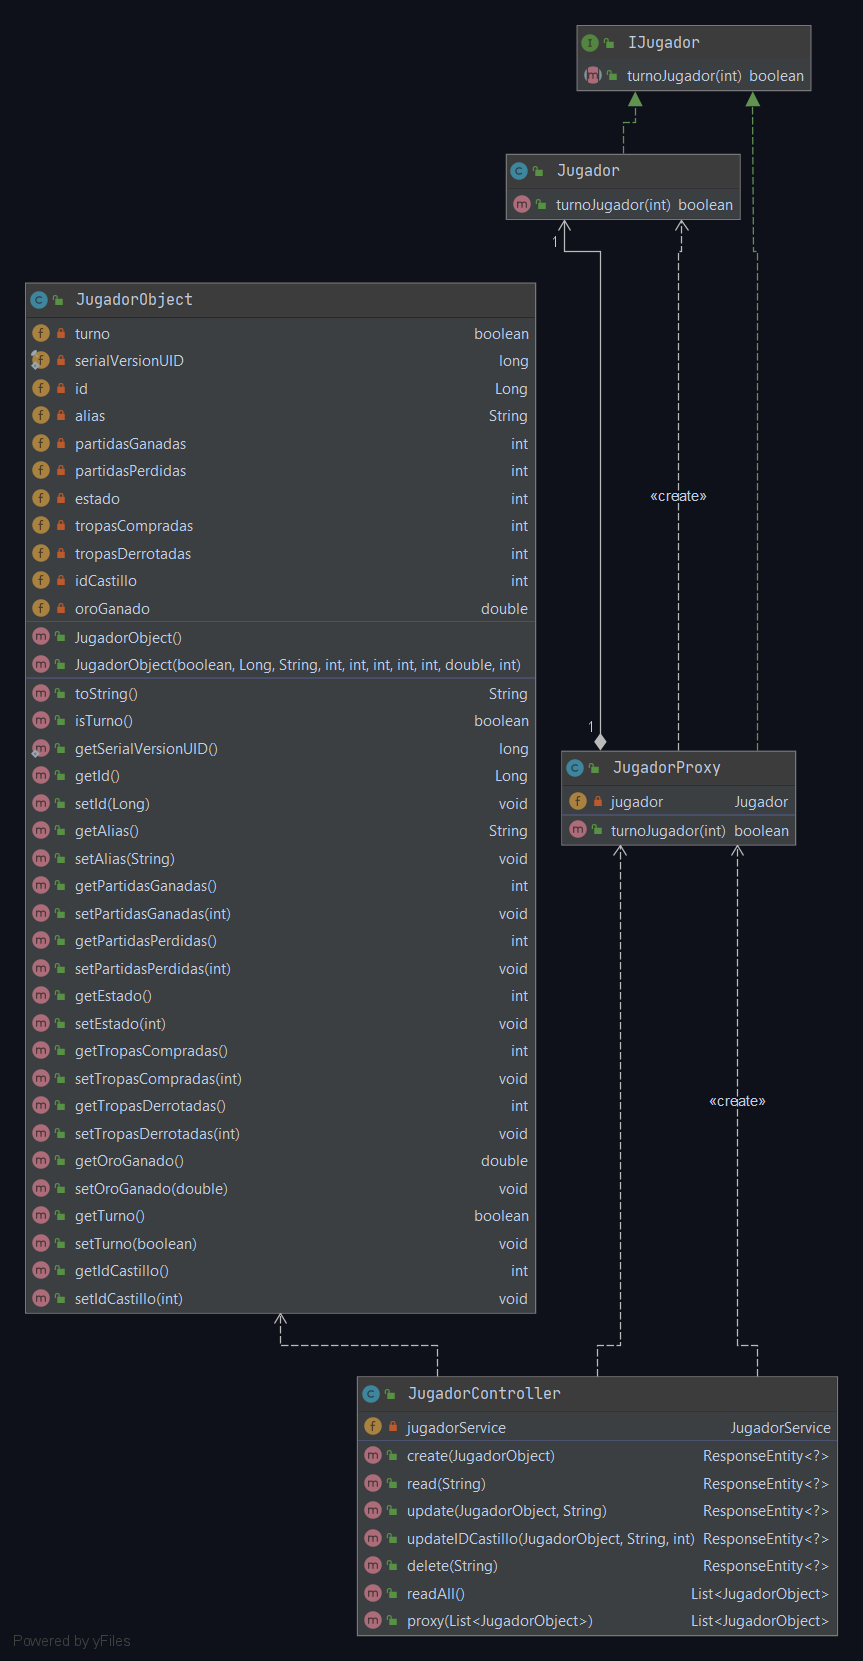 IJugador
turnoJugador(int) boolean
Jugador
turnoJugador(int) boolean
1
JugadorObject
turno boolean
serialVersionUID long
id Long
alias String
partidasGanadas int
partidasPerdidas int
estado int
tropasCompradas int
tropasDerrotadas int
idCastillo int
oroGanado double
JugadorObject()
JugadorObject(boolean, Long, String, int, int, int, int, int, double, int)
toString() String
isTurno() boolean
getSerialVersionUID() long
getId() Long
setId(Long) void
getAlias() String
setAlias(String) void
getPartidasGanadas() int
setPartidasGanadas(int) void
getPartidasPerdidas() int
setPartidasPerdidas(int) void
getEstado() int
setEstado(int) void
getTropasCompradas() int
setTropasCompradas(int) void
getTropasDerrotadas() int
setTropasDerrotadas(int) void
getOroGanado() double
setOroGanado(double) void
getTurno() boolean
setTurno(boolean) void
getIdCastillo() int
setIdCastillo(int) void
«create»
1
JugadorProxy
jugador Jugador
turnoJugador(int) boolean
«create»
JugadorController
jugadorService JugadorService
create(JugadorObject) ResponseEntity<?>
read(String) ResponseEntity<?>
update(JugadorObject, String) ResponseEntity<?>
updateIDCastillo(JugadorObject, String, int) ResponseEntity<?>
delete(String) ResponseEntity<?>
readAll() List<JugadorObject>
proxy(List<JugadorObject>) List<JugadorObject>
Powered by yFiles